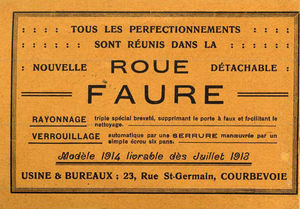 TOUS LES PERFECTIONNEMENTS
SONT RÉUNIS DANS LA
NOUVELLE ROUE DÉTACHABLE
FAURE
RAYONNAGE triple spécial breveté, supprimant le porte à faux et facilitant le
nettoyage.
VERROUILLAGE automatique par une SERRURE manœuvrée par un
simple écrou six pans.
Modèle 1914 livrable dès Juillet 1913
USINE & BUREAUX : 23, Rue St-Germain, COURBEVOIE